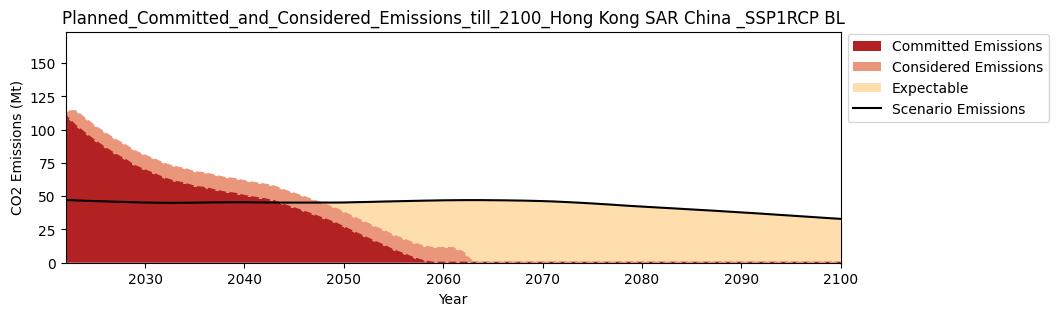 Planned_Committed_and_Considered_Emissions_till_2100_Hong Kong SAR China _SSP1RCP BL
CO2 Emissions (Mt)
150
125
100
75
50
25
0
2030 2040 2050 2060 2070 2080 2090 2100
Year
Committed Emissions
Considered Emissions
Expectable
Scenario Emissions